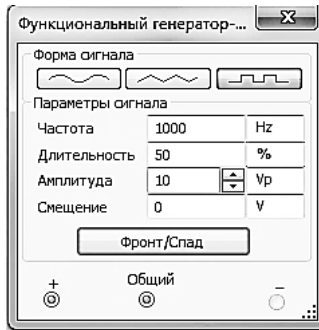 Функциональный генератор-...
Форма сигнала
Параметры сигнала
Частота 1000 Hz
Длительность 50 %
Амплитуда 10 Vp
Смещение 0 V
Фронт/Спад
+ Общий –